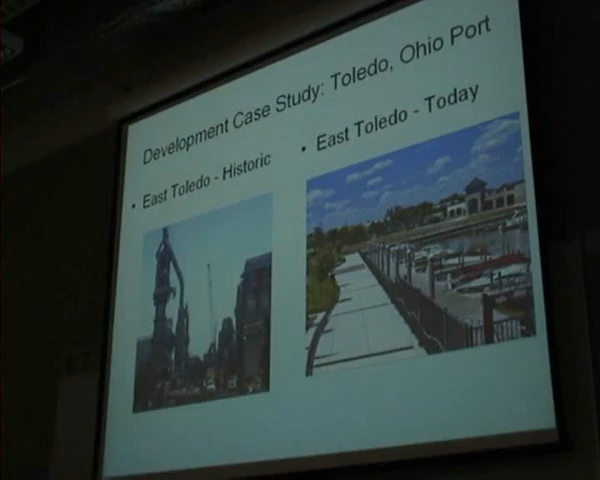 Development Case Study: Toledo, Ohio Port
• East Toledo - Historic
• East Toledo - Today